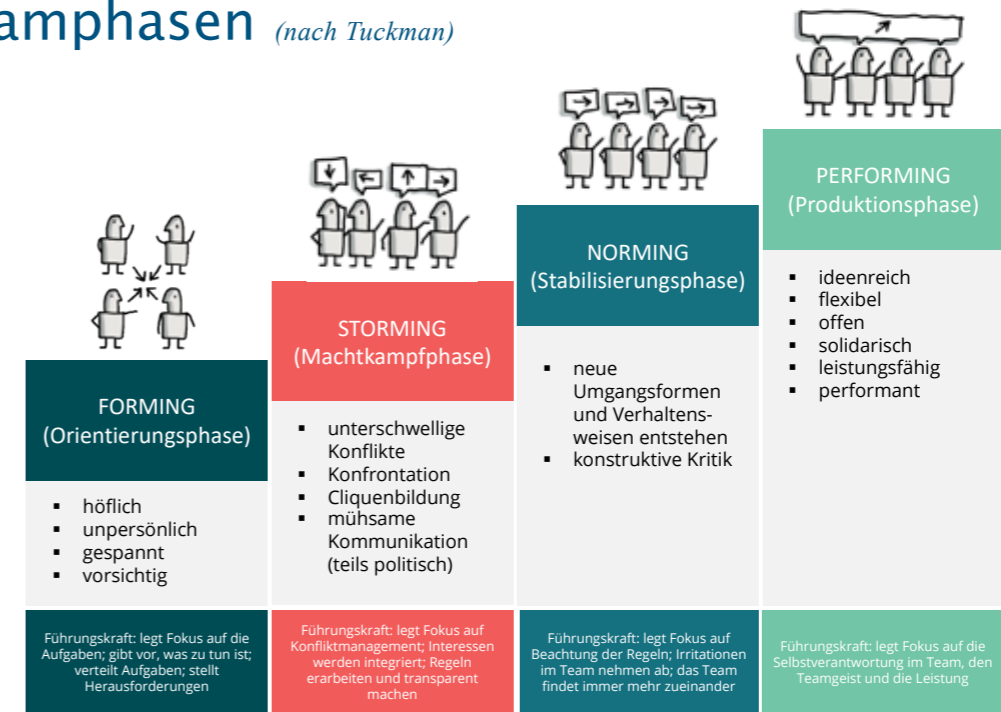 amphasen (nach Tuckman)
FORMING
(Orientierungsphase)
höflich
unpersönlich
gespannt
vorsichtig
Führungskraft: legt Fokus auf die
Aufgaben; gibt vor, was zu tun ist;
verteilt Aufgaben; stellt
Herausforderungen
STORMING
(Machtkampfphase)
unterschwellige
Konflikte
Konfrontation
Cliquenbildung
mühsame
Kommunikation
(teils politisch)
Führungskraft: legt Fokus auf
Konfliktmanagement; Interessen
werden integriert; Regeln
erarbeiten und transparent
machen
NORMING
(Stabilisierungsphase)
neue
Umgangsformen
und Verhaltens-
weisen entstehen
konstruktive Kritik
Führungskraft: legt Fokus auf
Beachtung der Regeln; Irritationen
im Team nehmen ab; das Team
findet immer mehr zueinander
PERFORMING
(Produktionsphase)
ideenreich
flexibel
offen
solidarisch
leistungsfähig
performant
Führungskraft: legt Fokus auf die
Selbstverantwortung im Team, den
Teamgeist und die Leistung